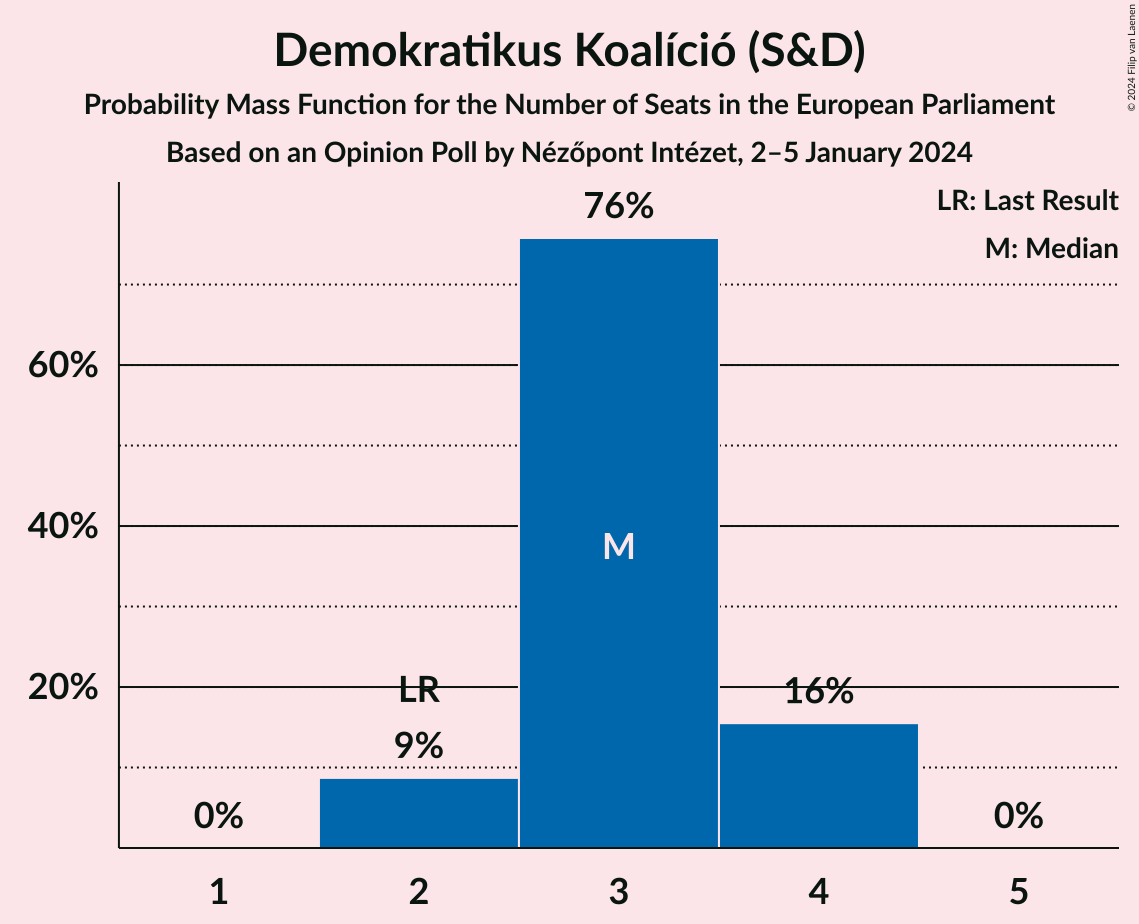 Demokratikus Koalíció (S&D)
Probability Mass Function for the Number of Seats in the European Parliament
Based on an Opinion Poll by Nézőpont Intézet, 2–5 January 2024
© 2024 Filip van Laenen
LR: Last Result
M: Median
76%
60%
40%
M
20%
LR
16%
9%
0%
0%
1
2
3
4
5